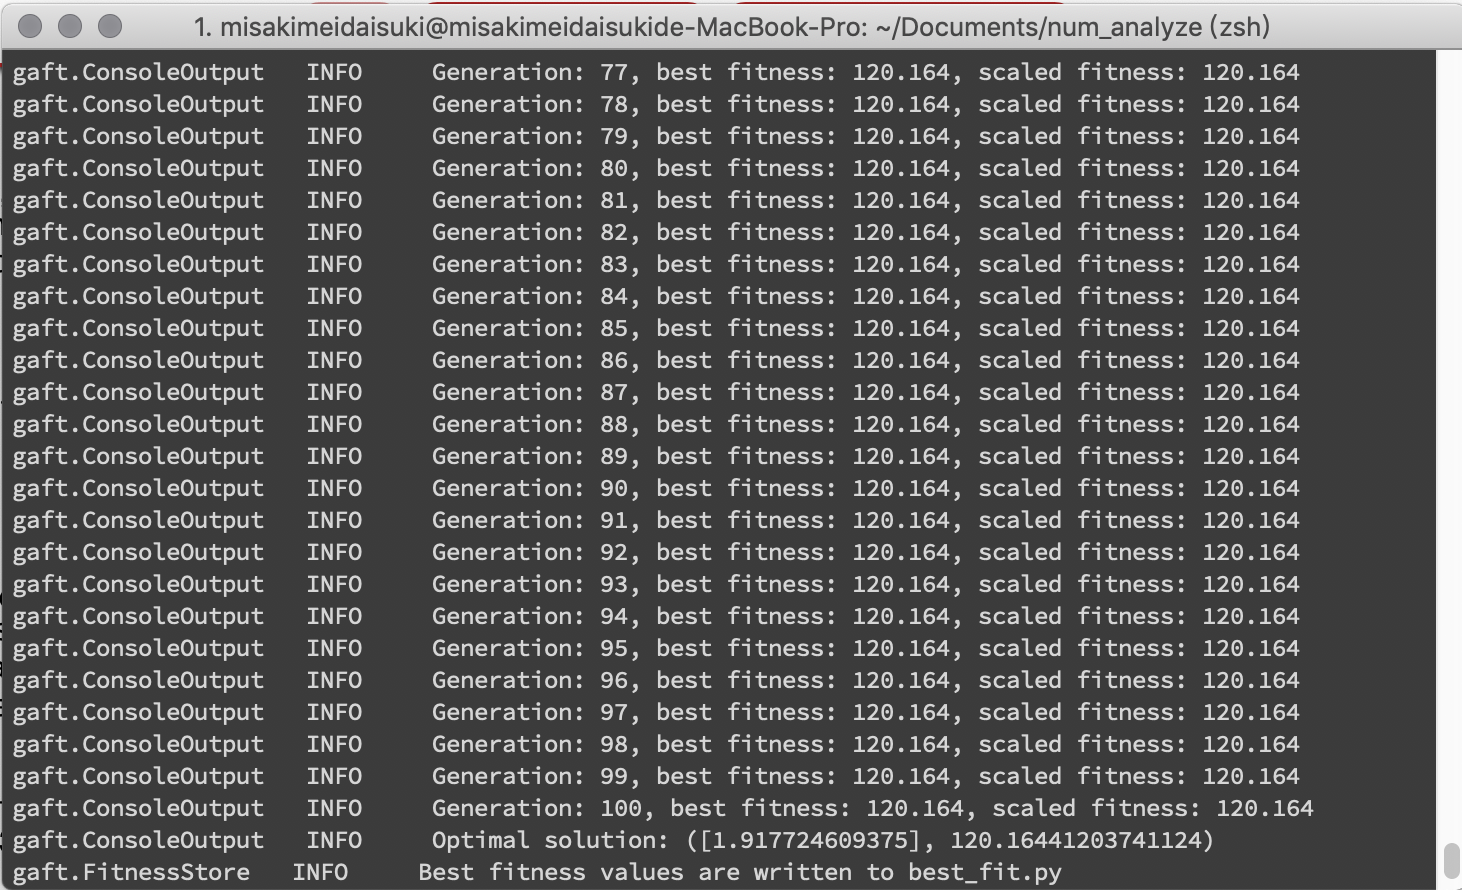 1. misakimeidaisuki@misakimeidaisukide-MacBook-Pro: ~/Documents/num_analyze (zsh)
gaft.ConsoleOutput INFO Generation: 77, best fitness: 120.164, scaled fitness: 120.164
gaft.ConsoleOutput INFO Generation: 78, best fitness: 120.164, scaled fitness: 120.164
gaft.ConsoleOutput INFO Generation: 79, best fitness: 120.164, scaled fitness: 120.164
gaft.ConsoleOutput INFO Generation: 80, best fitness: 120.164, scaled fitness: 120.164
gaft.ConsoleOutput INFO Generation: 81, best fitness: 120.164, scaled fitness: 120.164
gaft.ConsoleOutput INFO Generation: 82, best fitness: 120.164, scaled fitness: 120.164
gaft.ConsoleOutput INFO Generation: 83, best fitness: 120.164, scaled fitness: 120.164
gaft.ConsoleOutput INFO Generation: 84, best fitness: 120.164, scaled fitness: 120.164
gaft.ConsoleOutput INFO Generation: 85, best fitness: 120.164, scaled fitness: 120.164
gaft.ConsoleOutput INFO Generation: 86, best fitness: 120.164, scaled fitness: 120.164
gaft.ConsoleOutput INFO Generation: 87, best fitness: 120.164, scaled fitness: 120.164
gaft.ConsoleOutput INFO Generation: 88, best fitness: 120.164, scaled fitness: 120.164
gaft.ConsoleOutput INFO Generation: 89, best fitness: 120.164, scaled fitness: 120.164
gaft.ConsoleOutput INFO Generation: 90, best fitness: 120.164, scaled fitness: 120.164
gaft.ConsoleOutput INFO Generation: 91, best fitness: 120.164, scaled fitness: 120.164
gaft.ConsoleOutput INFO Generation: 92, best fitness: 120.164, scaled fitness: 120.164
gaft.ConsoleOutput INFO Generation: 93, best fitness: 120.164, scaled fitness: 120.164
gaft.ConsoleOutput INFO Generation: 94, best fitness: 120.164, scaled fitness: 120.164
gaft.ConsoleOutput INFO Generation: 95, best fitness: 120.164, scaled fitness: 120.164
gaft.ConsoleOutput INFO Generation: 96, best fitness: 120.164, scaled fitness: 120.164
gaft.ConsoleOutput INFO Generation: 97, best fitness: 120.164, scaled fitness: 120.164
gaft.ConsoleOutput INFO Generation: 98, best fitness: 120.164, scaled fitness: 120.164
gaft.ConsoleOutput INFO Generation: 99, best fitness: 120.164, scaled fitness: 120.164
gaft.ConsoleOutput INFO Generation: 100, best fitness: 120.164, scaled fitness: 120.164
gaft.ConsoleOutput INFO Optimal solution: ([1.917724609375], 120.16441203741124)
gaft.FitnessStore INFO Best fitness values are written to best_fit.py